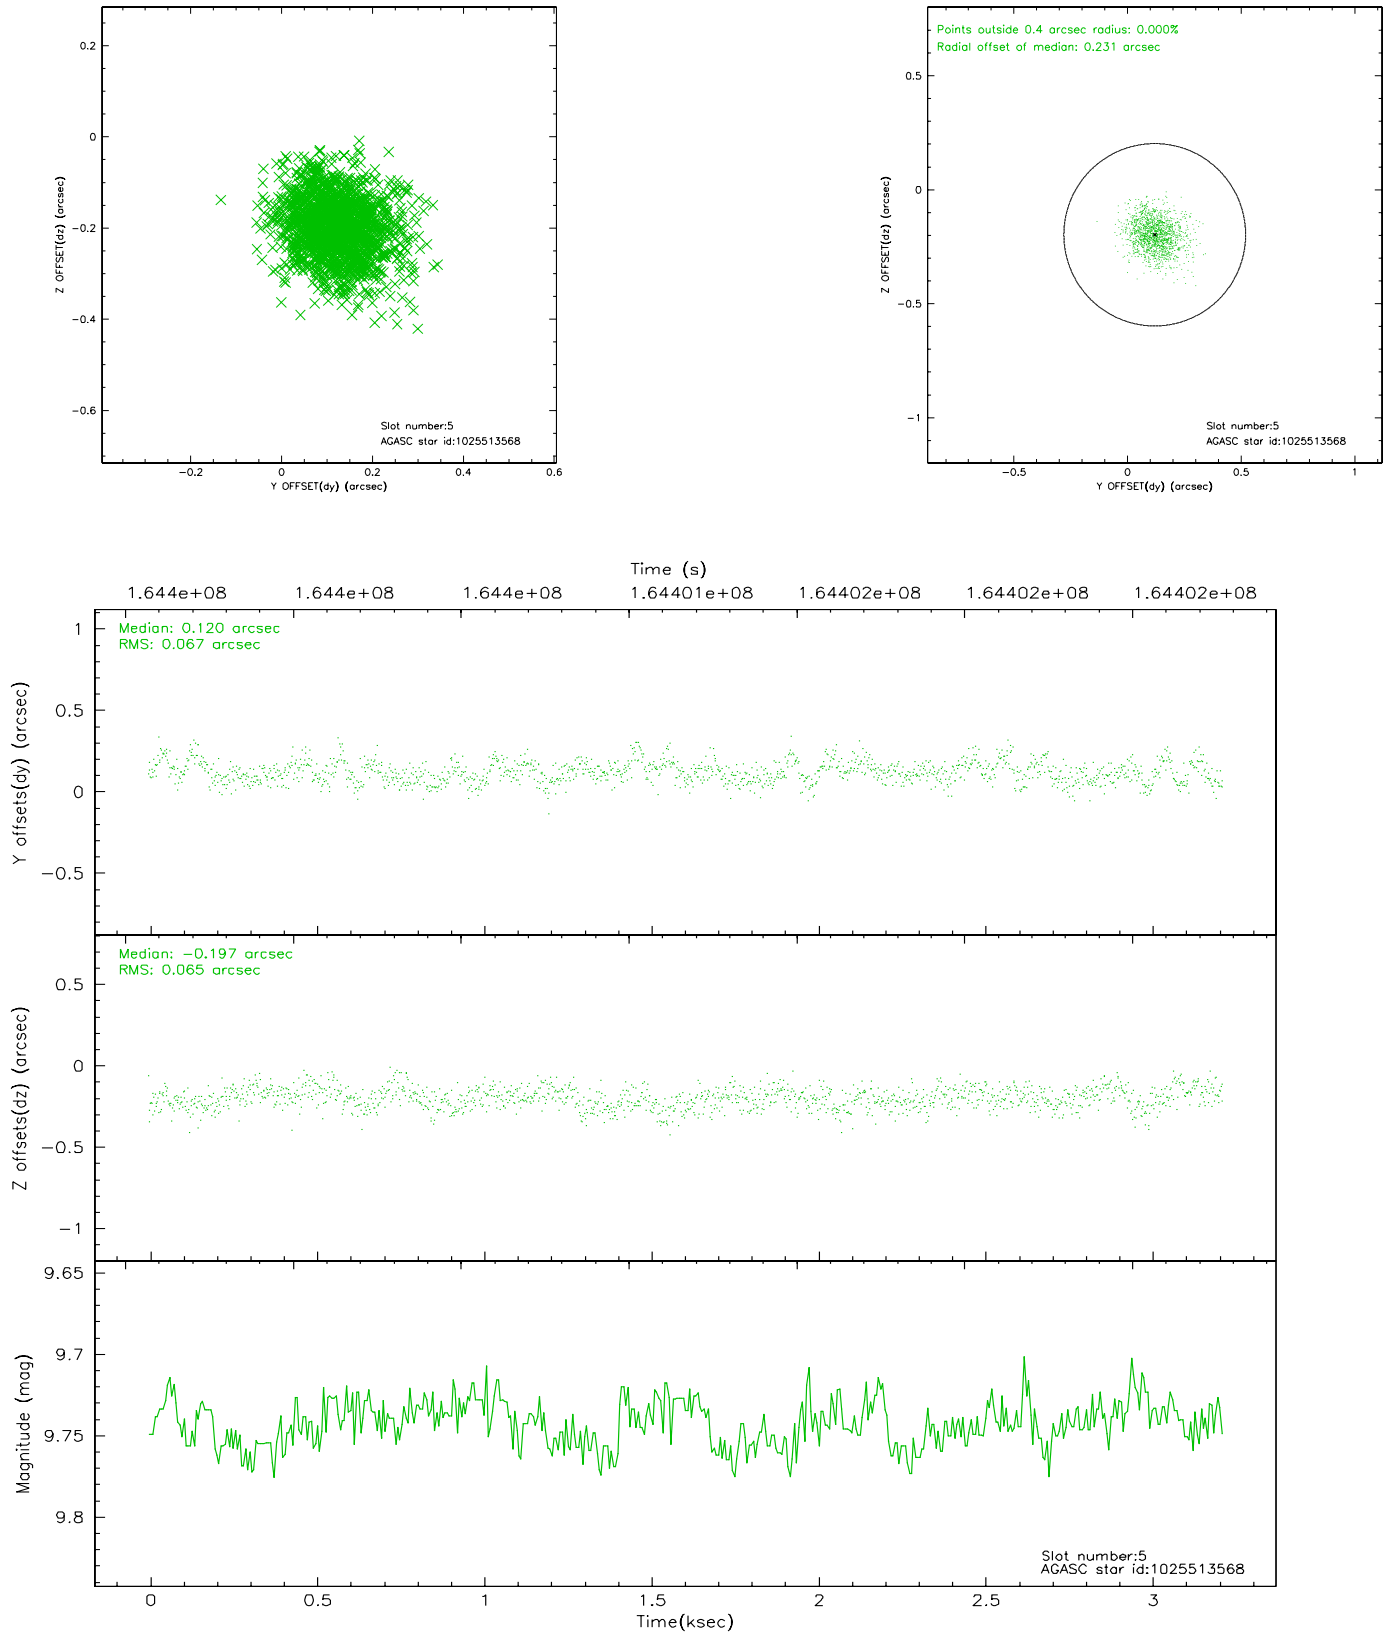 0.2
0
−0.2
−0.4
−0.6
Z OFFSET(dz) (arcsec)
Slot number:5
AGASC star id:1025513568
−0.2 0 0.2 0.4 0.6
Y OFFSET(dy) (arcsec)
Points outside 0.4 arcsec radius: 0.000%
Radial offset of median: 0.231 arcsec
0.5
0
−0.5
−1
Z OFFSET(dz) (arcsec)
Slot number:5
AGASC star id:1025513568
−0.5 0 0.5 1
Y OFFSET(dy) (arcsec)
Time (s)
1.644e+08 1.644e+08 1.644e+08 1.64401e+08 1.64402e+08 1.64402e+08 1.64402e+08
Median: 0.120 arcsec
RMS: 0.067 arcsec
1
0.5
0
−0.5
Y offsets(dy) (arcsec)
Median: −0.197 arcsec
RMS: 0.065 arcsec
0.5
0
−0.5
−1
Z offsets(dz) (arcsec)
9.65
9.7
9.75
9.8
Magnitude (mag)
Slot number:5
AGASC star id:1025513568
0 0.5 1 1.5 2 2.5 3
Time(ksec)